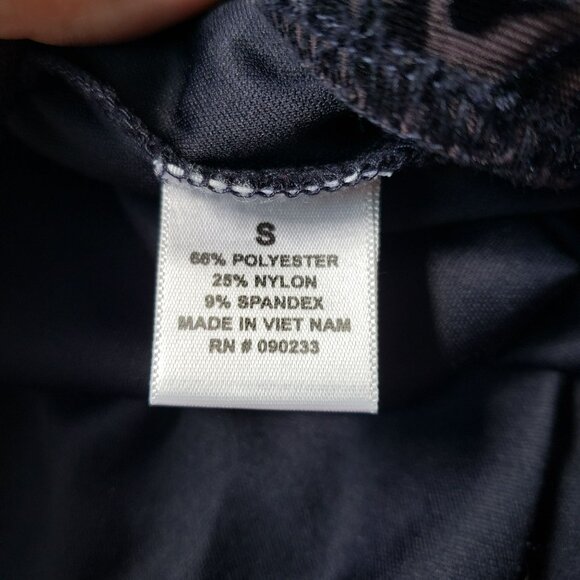 S
66% POLYESTER
25% NYLON
9% SPANDEX
MADE IN VIET NAM
RN # 090233